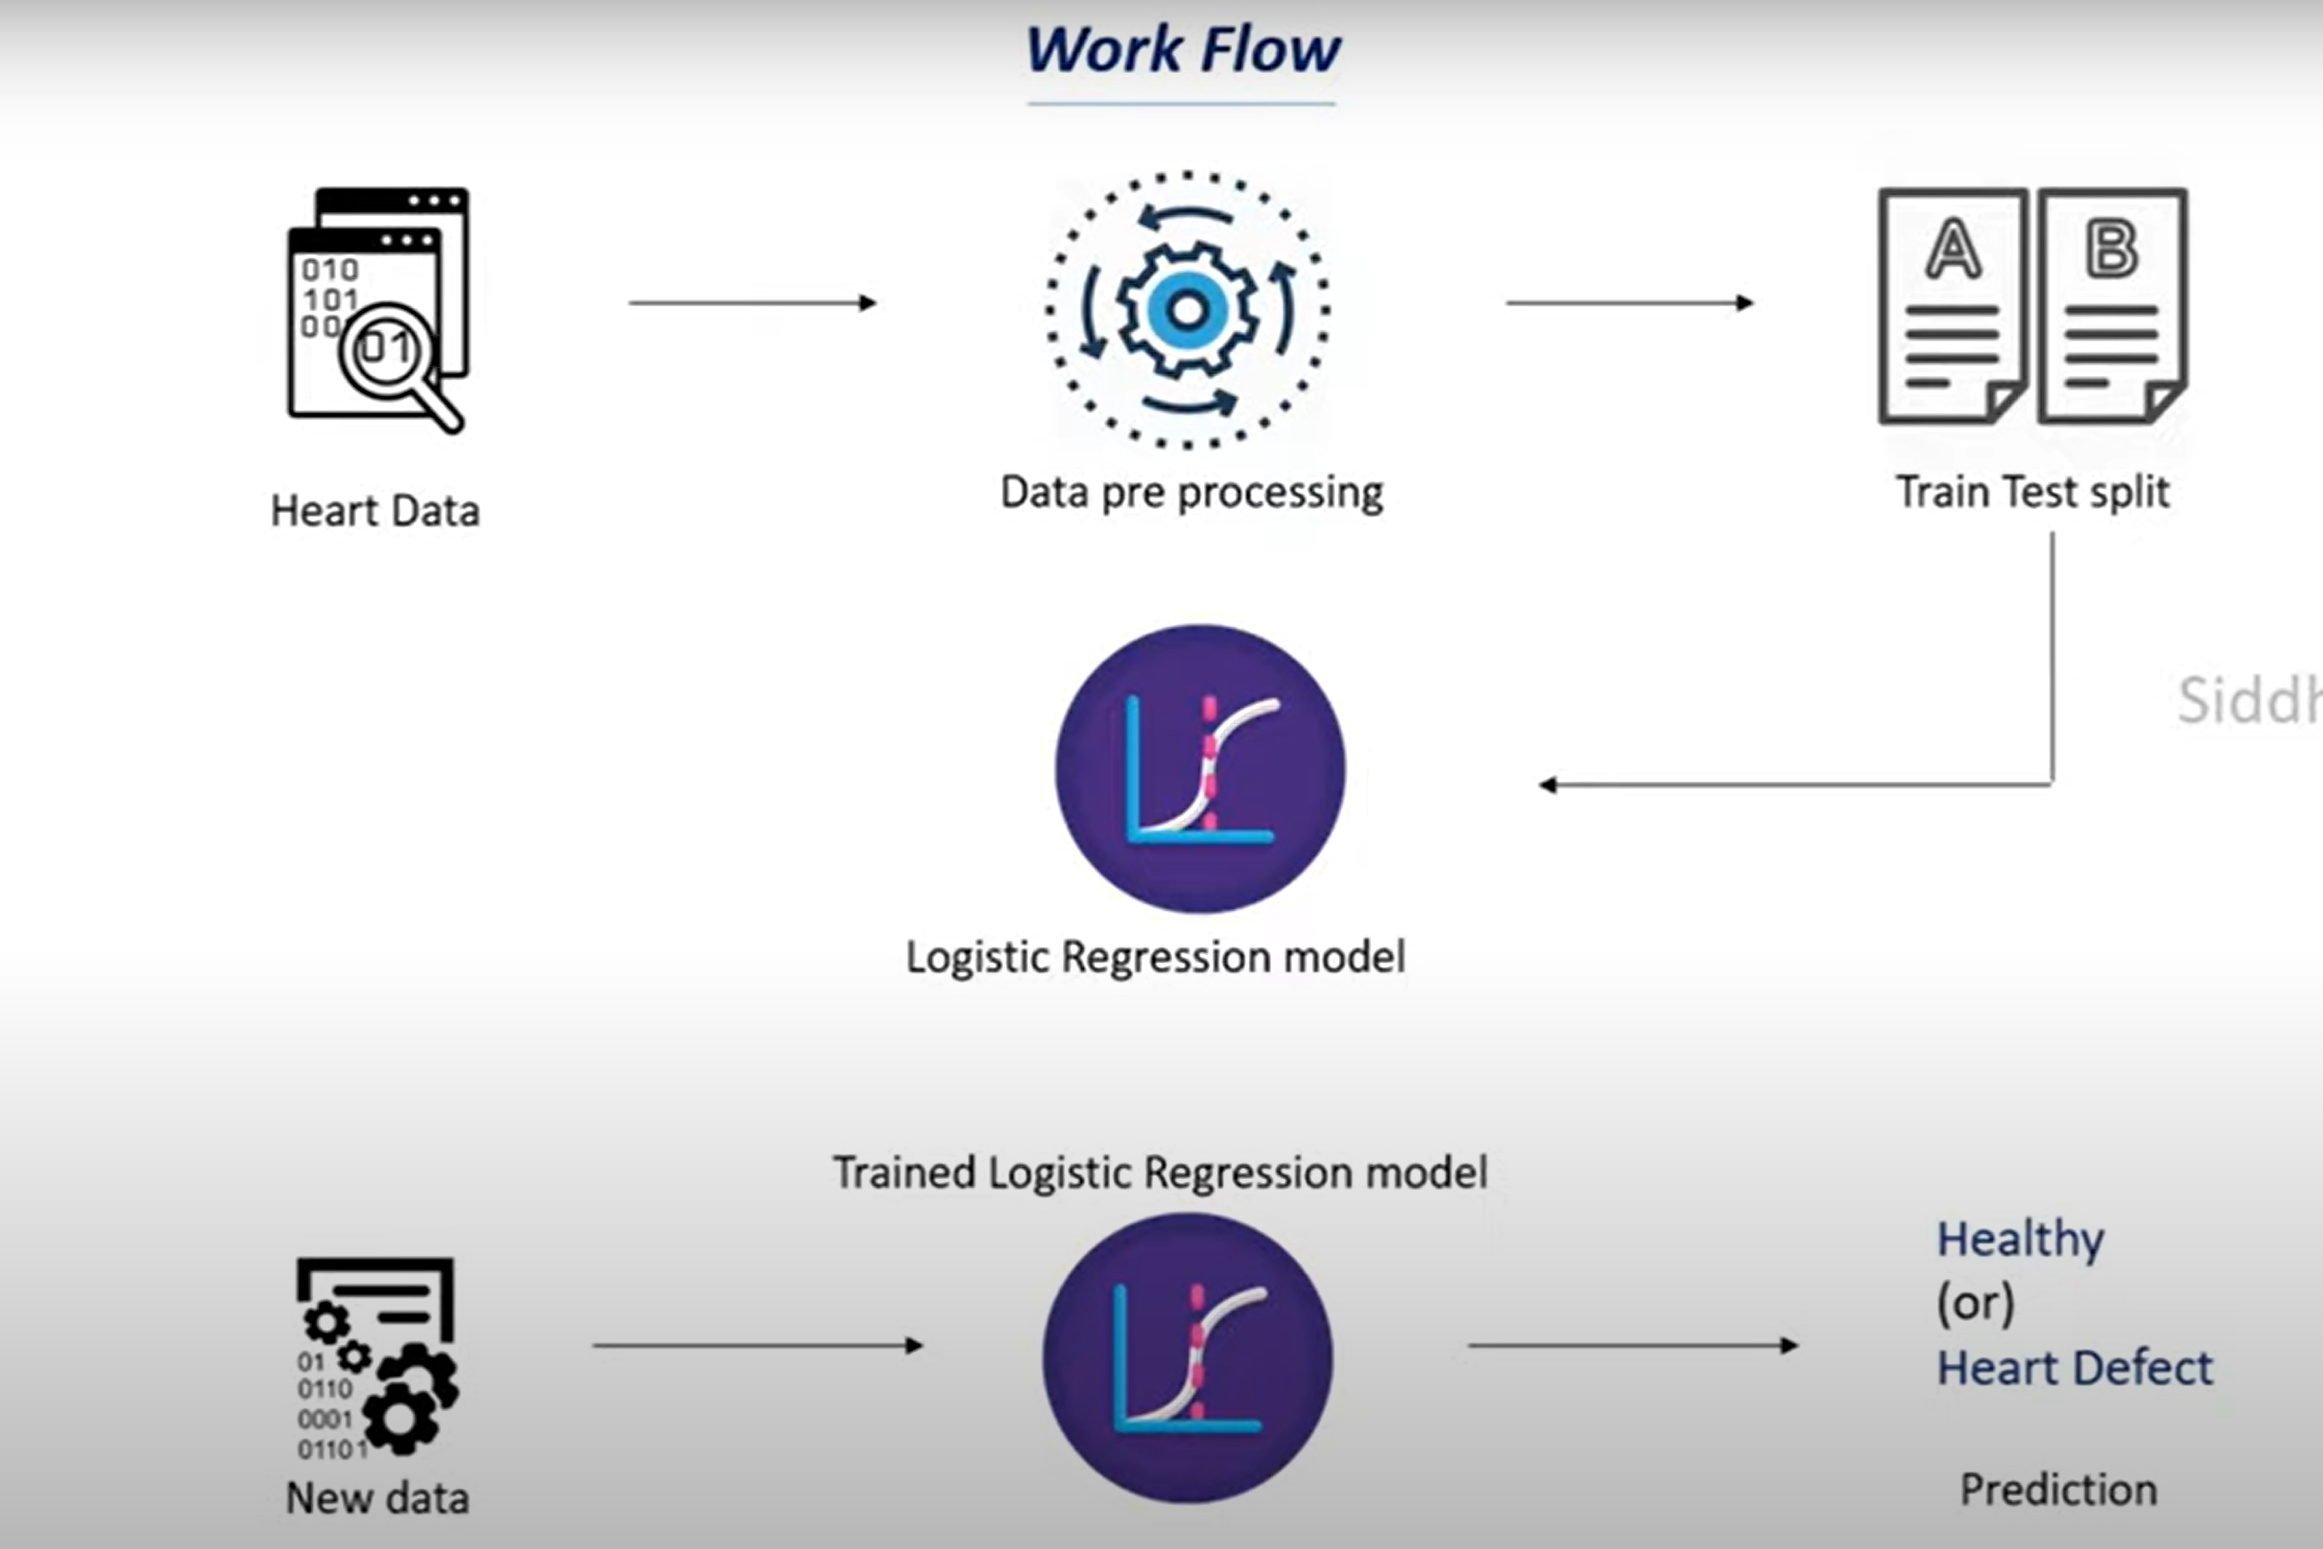 Work Flow
010
101
00
01
A
B
Heart Data
Data pre processing
Train Test split
Siddh
Logistic Regression model
Trained Logistic Regression model
Healthy
(or)
Heart Defect
01
0110
0001
01101
New data
Prediction